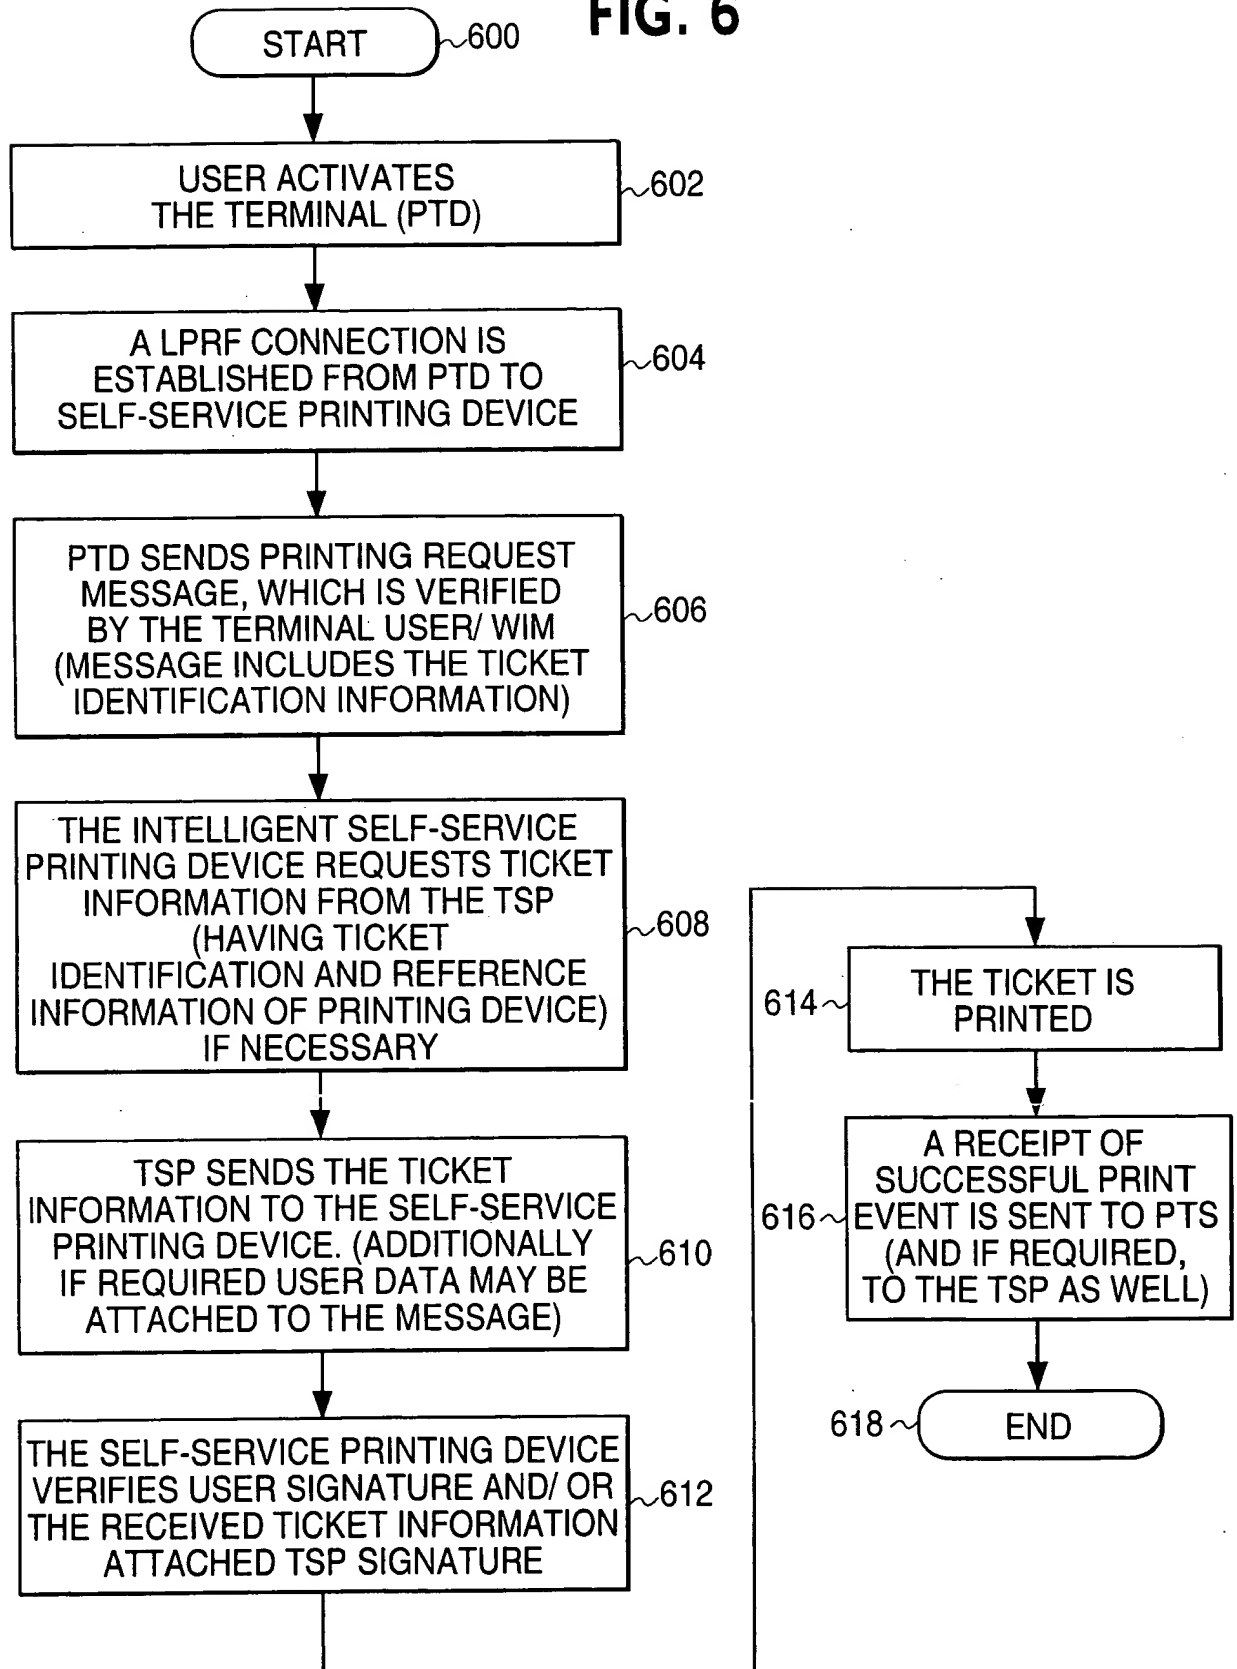 FIG. 6
START
600
USER ACTIVATES
THE TERMINAL (PTD)
602
A LPRF CONNECTION IS
ESTABLISHED FROM PTD TO
SELF-SERVICE PRINTING DEVICE
604
PTD SENDS PRINTING REQUEST
MESSAGE, WHICH IS VERIFIED
BY THE TERMINAL USER/ WIM
(MESSAGE INCLUDES THE TICKET
IDENTIFICATION INFORMATION)
606
THE INTELLIGENT SELF-SERVICE
PRINTING DEVICE REQUESTS TICKET
INFORMATION FROM THE TSP
(HAVING TICKET
IDENTIFICATION AND REFERENCE
INFORMATION OF PRINTING DEVICE)
IF NECESSARY
608
TSP SENDS THE TICKET
INFORMATION TO THE SELF-SERVICE
PRINTING DEVICE. (ADDITIONALLY
IF REQUIRED USER DATA MAY BE
ATTACHED TO THE MESSAGE)
610
THE SELF-SERVICE PRINTING DEVICE
VERIFIES USER SIGNATURE AND/ OR
THE RECEIVED TICKET INFORMATION
ATTACHED TSP SIGNATURE
612
THE TICKET IS
PRINTED
614
A RECEIPT OF
SUCCESSFUL PRINT
EVENT IS SENT TO PTS
(AND IF REQUIRED,
TO THE TSP AS WELL)
616
END
618